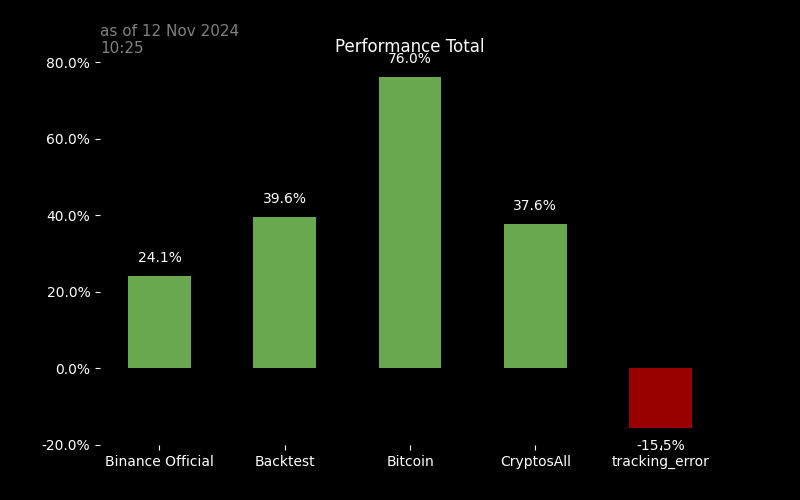 as of 12 Nov 2024
10:25
Performance Total
80.0%
60.0%
40.0%
20.0%
0.0%
-20.0%
24.1%
39.6%
76.0%
37.6%
-15.5%
Binance Official
Backtest
Bitcoin
CryptosAll
tracking_error